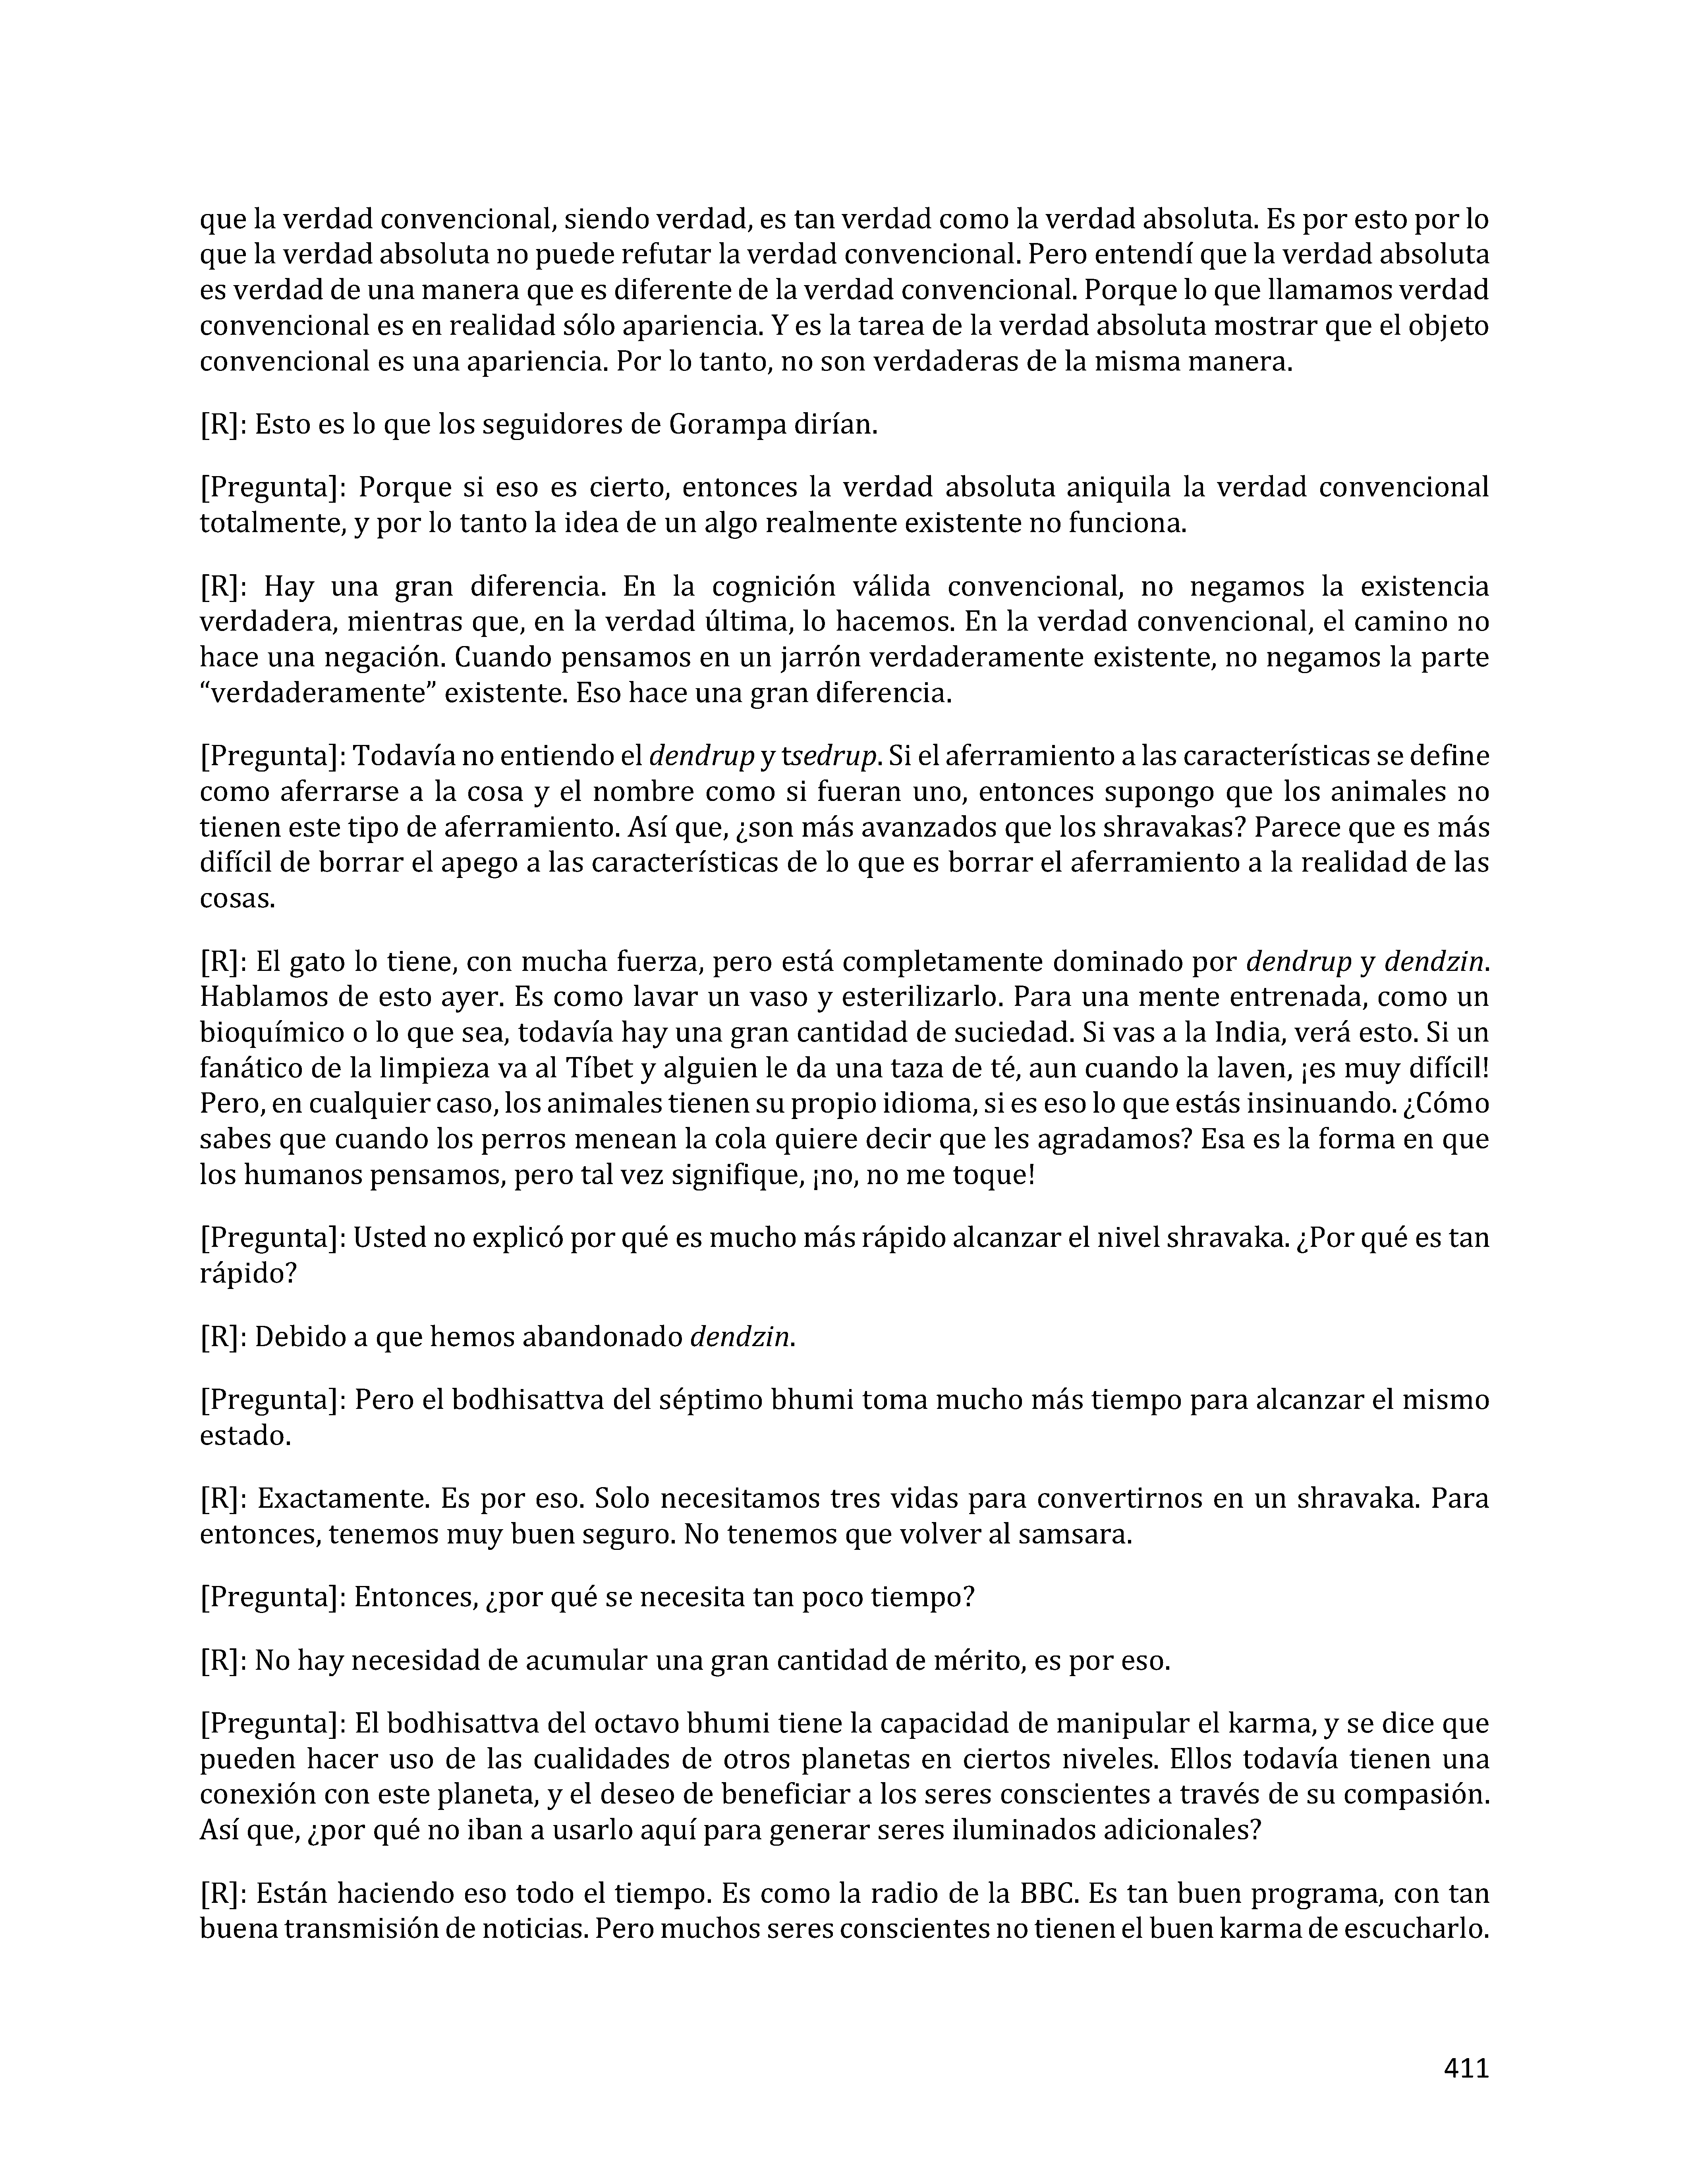 que la verdad convencional, siendo verdad, es tan verdad como la verdad absoluta. Es por esto por lo
que la verdad absoluta no puede refutar la verdad convencional. Pero entendí que la verdad absoluta
es verdad de una manera que es diferente de la verdad convencional. Porque lo que llamamos verdad
convencional es en realidad sólo apariencia. Y es la tarea de la verdad absoluta mostrar que el objeto
convencional es una apariencia. Por lo tanto, no son verdaderas de la misma manera.
[R]: Esto es lo que los seguidores de Gorampa dirían.
[Pregunta]: Porque si eso es cierto, entonces la verdad absoluta aniquila la verdad convencional
totalmente, y por lo tanto la idea de un algo realmente existente no funciona.
[R]: Hay una gran diferencia. En la cognición válida convencional, no negamos la existencia
verdadera, mientras que, en la verdad última, lo hacemos. En la verdad convencional, el camino no
hace una negación. Cuando pensamos en un jarrón verdaderamente existente, no negamos la parte
“verdaderamente” existente. Eso hace una gran diferencia.
[Pregunta]: Todavía no entiendo el dendrup y tsedrup. Si el aferramiento a las características se define
como aferrarse a la cosa y el nombre como si fueran uno, entonces supongo que los animales no
tienen este tipo de aferramiento. Así que, ¿son más avanzados que los shravakas? Parece que es más
difícil de borrar el apego a las características de lo que es borrar el aferramiento a la realidad de las
cosas.
[R]: El gato lo tiene, con mucha fuerza, pero está completamente dominado por dendrup y dendzin.
Hablamos de esto ayer. Es como lavar un vaso y esterilizarlo. Para una mente entrenada, como un
bioquímico o lo que sea, todavía hay una gran cantidad de suciedad. Si vas a la India, verá esto. Si un
fanático de la limpieza va al Tíbet y alguien le da una taza de té, aun cuando la laven, ¡es muy difícil!
Pero, en cualquier caso, los animales tienen su propio idioma, si es eso lo que estás insinuando. ¿Cómo
sabes que cuando los perros menean la cola quiere decir que les agradamos? Esa es la forma en que
los humanos pensamos, pero tal vez signifique, ¡no, no me toque!
[Pregunta]: Usted no explicó por qué es mucho más rápido alcanzar el nivel shravaka. ¿Por qué es tan
rápido?
[R]: Debido a que hemos abandonado dendzin.
[Pregunta]: Pero el bodhisattva del séptimo bhumi toma mucho más tiempo para alcanzar el mismo
estado.
[R]: Exactamente. Es por eso. Solo necesitamos tres vidas para convertirnos en un shravaka. Para
entonces, tenemos muy buen seguro. No tenemos que volver al samsara.
[Pregunta]: Entonces, ¿por qué se necesita tan poco tiempo?
[R]: No hay necesidad de acumular una gran cantidad de mérito, es por eso.
[Pregunta]: El bodhisattva del octavo bhumi tiene la capacidad de manipular el karma, y se dice que
pueden hacer uso de las cualidades de otros planetas en ciertos niveles. Ellos todavía tienen una
conexión con este planeta, y el deseo de beneficiar a los seres conscientes a través de su compasión.
Así que, ¿por qué no iban a usarlo aquí para generar seres iluminados adicionales?
[R]: Están haciendo eso todo el tiempo. Es como la radio de la BBC. Es tan buen programa, con tan
buena transmisión de noticias. Pero muchos seres conscientes no tienen el buen karma de escucharlo.
411